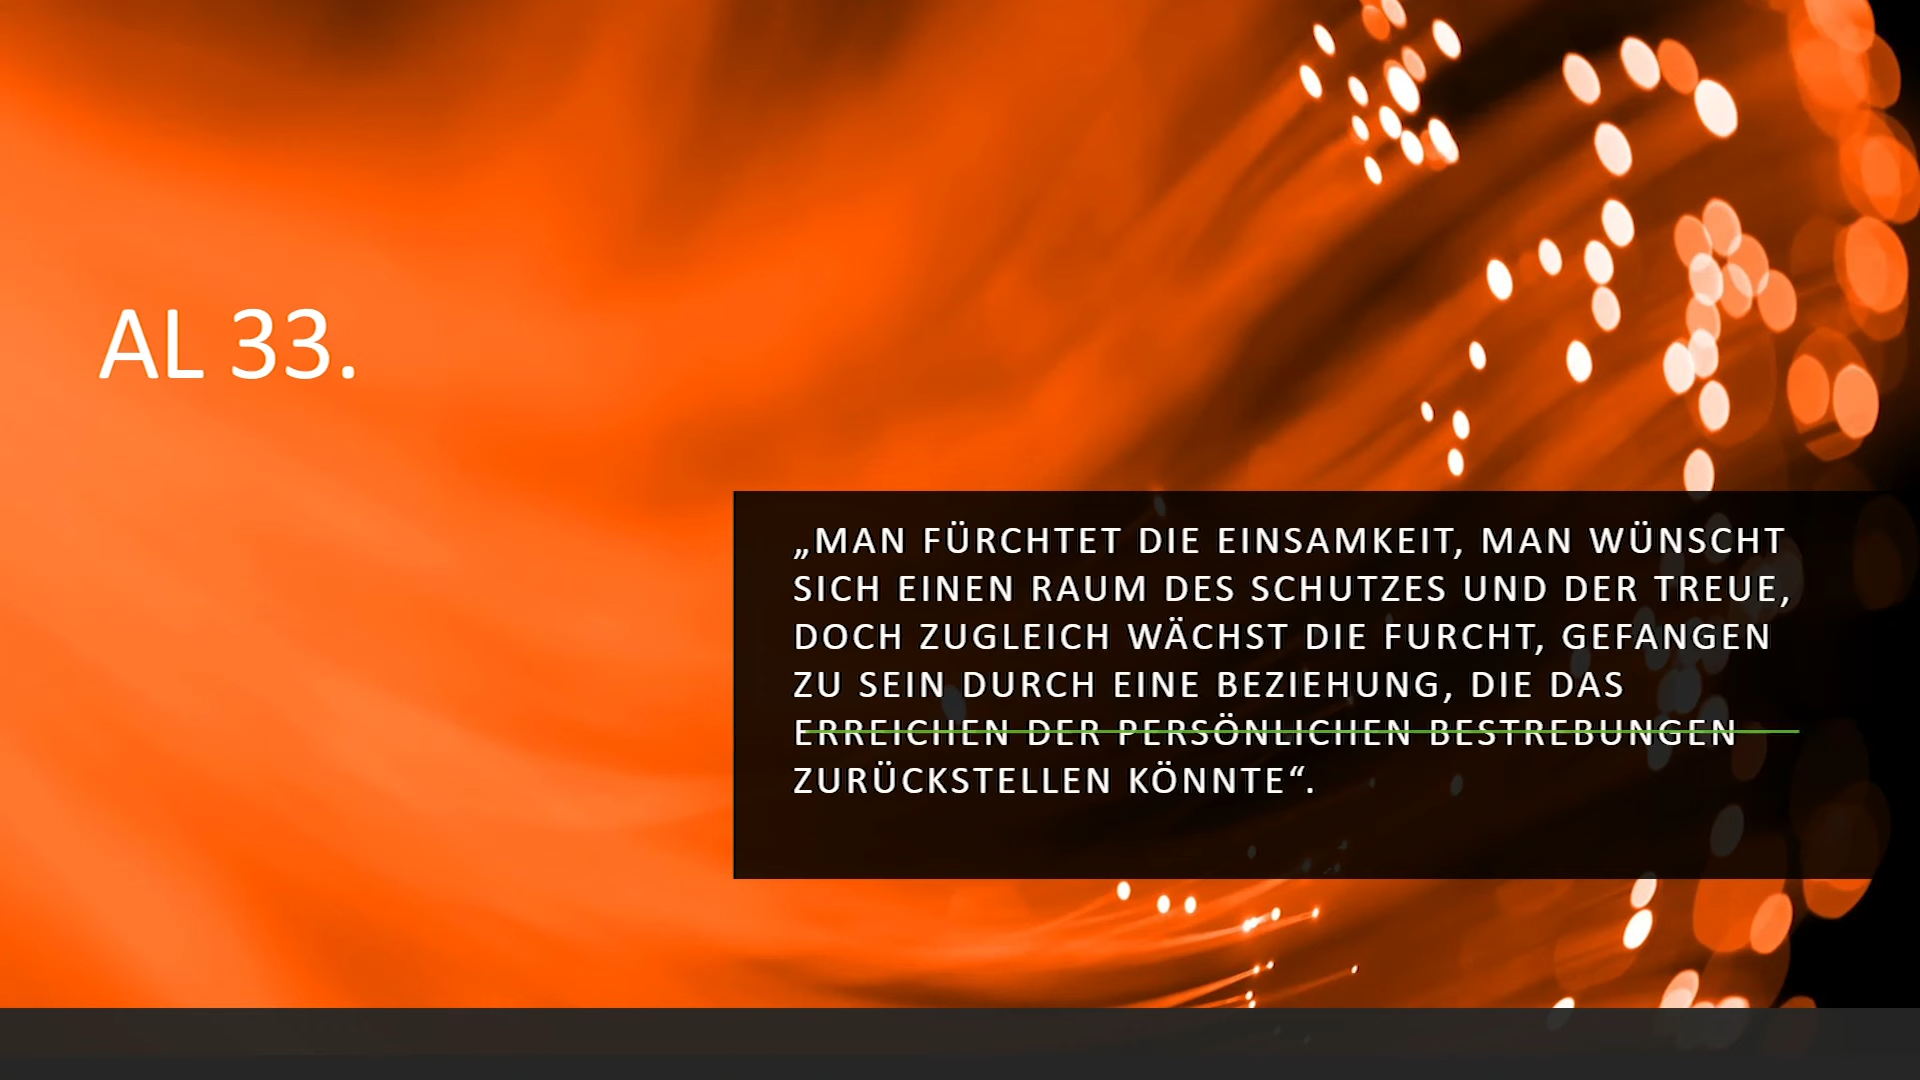 AL 33.
„MAN FÜRCHTET DIE EINSAMKEIT, MAN WÜNSCHT
SICH EINEN RAUM DES SCHUTZES UND DER TREUE,
DOCH ZUGLEICH WÄCHST DIE FURCHT, GEFANGEN
ZU SEIN DURCH EINE BEZIEHUNG, DIE DAS
ERREICHEN DER PERSÖNLICHEN BESTREBUNGEN
ZURÜCKSTELLEN KÖNNTE“.